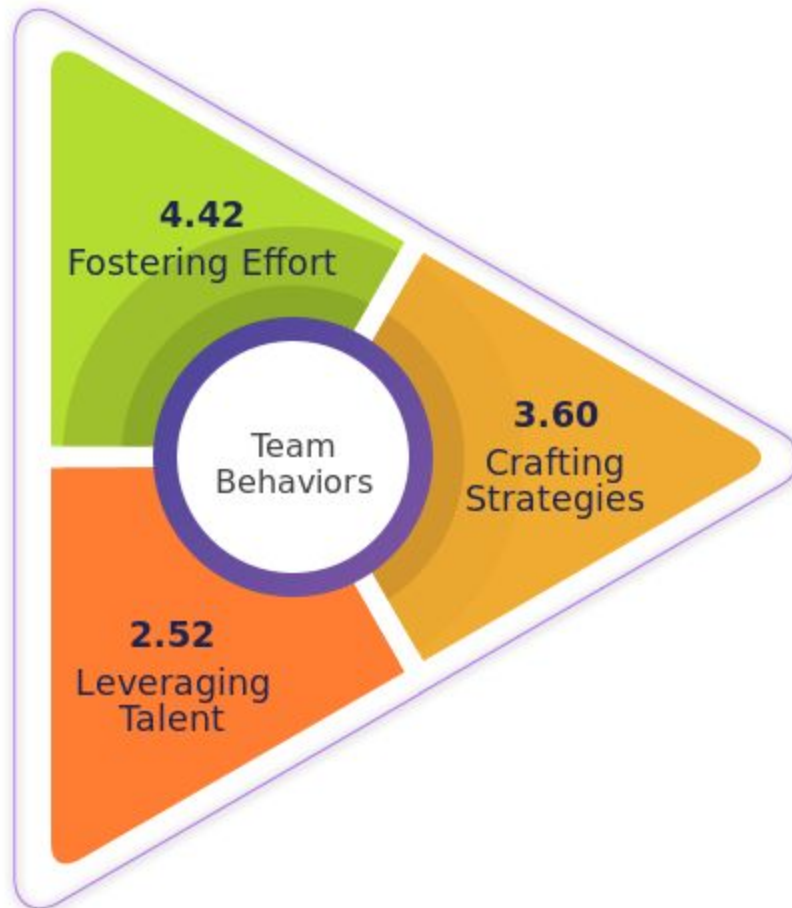 4.42
Fostering Effort
3.60
Crafting
Strategies
Team
Behaviors
2.52
Leveraging
Talent